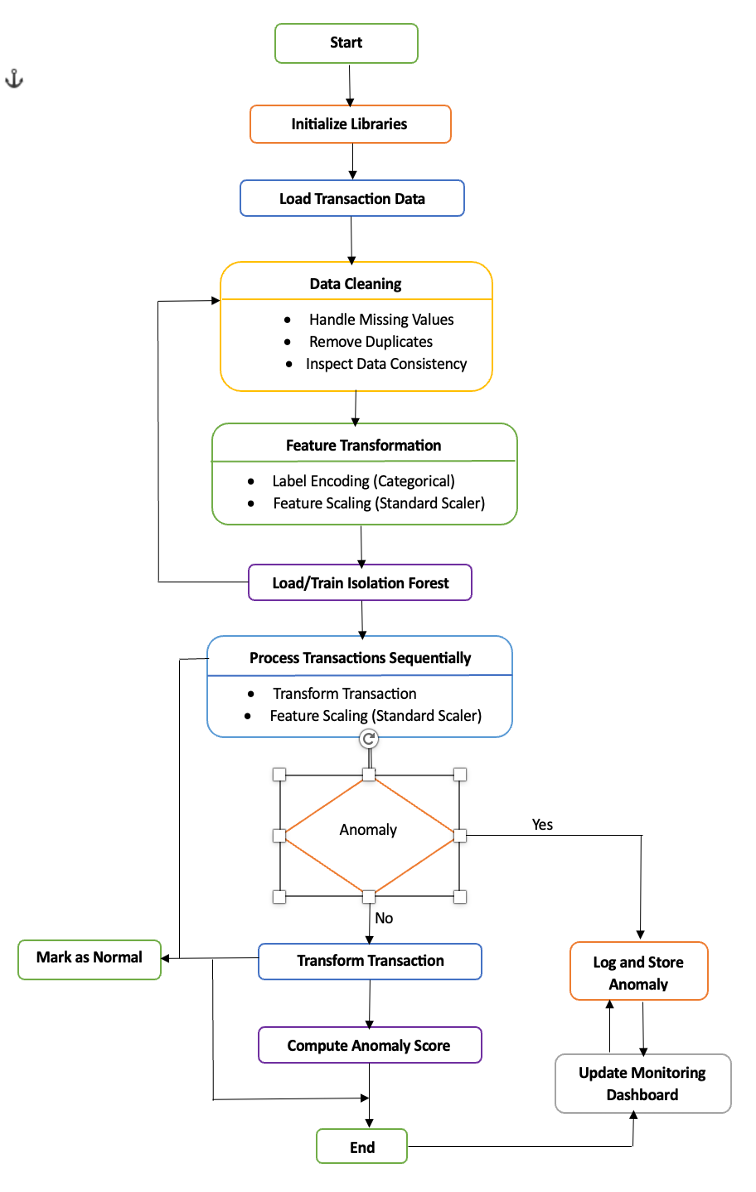 Start
Initialize Libraries
Load Transaction Data
Data Cleaning
• Handle Missing Values
• Remove Duplicates
• Inspect Data Consistency
Feature Transformation
• Label Encoding (Categorical)
• Feature Scaling (Standard Scaler)
Load/Train Isolation Forest
Process Transactions Sequentially
• Transform Transaction
• Feature Scaling (Standard Scaler)
Anomaly
Yes
No
Mark as Normal
Transform Transaction
Log and Store
Anomaly
Compute Anomaly Score
Update Monitoring
Dashboard
End